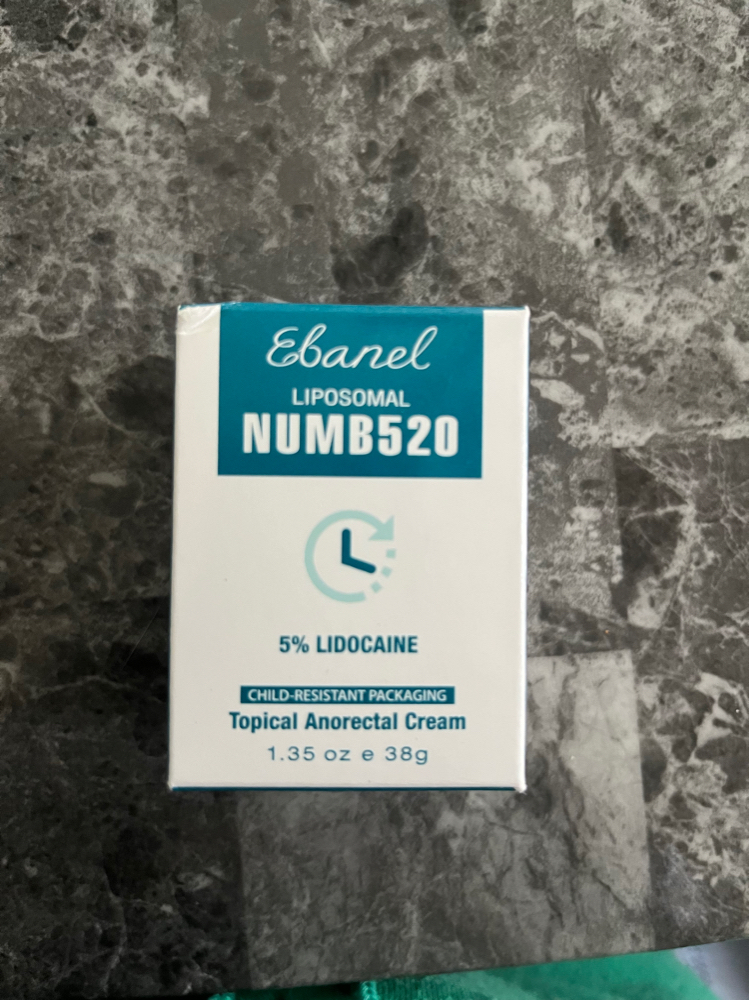 Ebanel
LIPOSOMAL
NUMB520
5% LIDOCAINE
CHILD-RESISTANT PACKAGING
Topical Anorectal Cream
1.35 oz e 38g